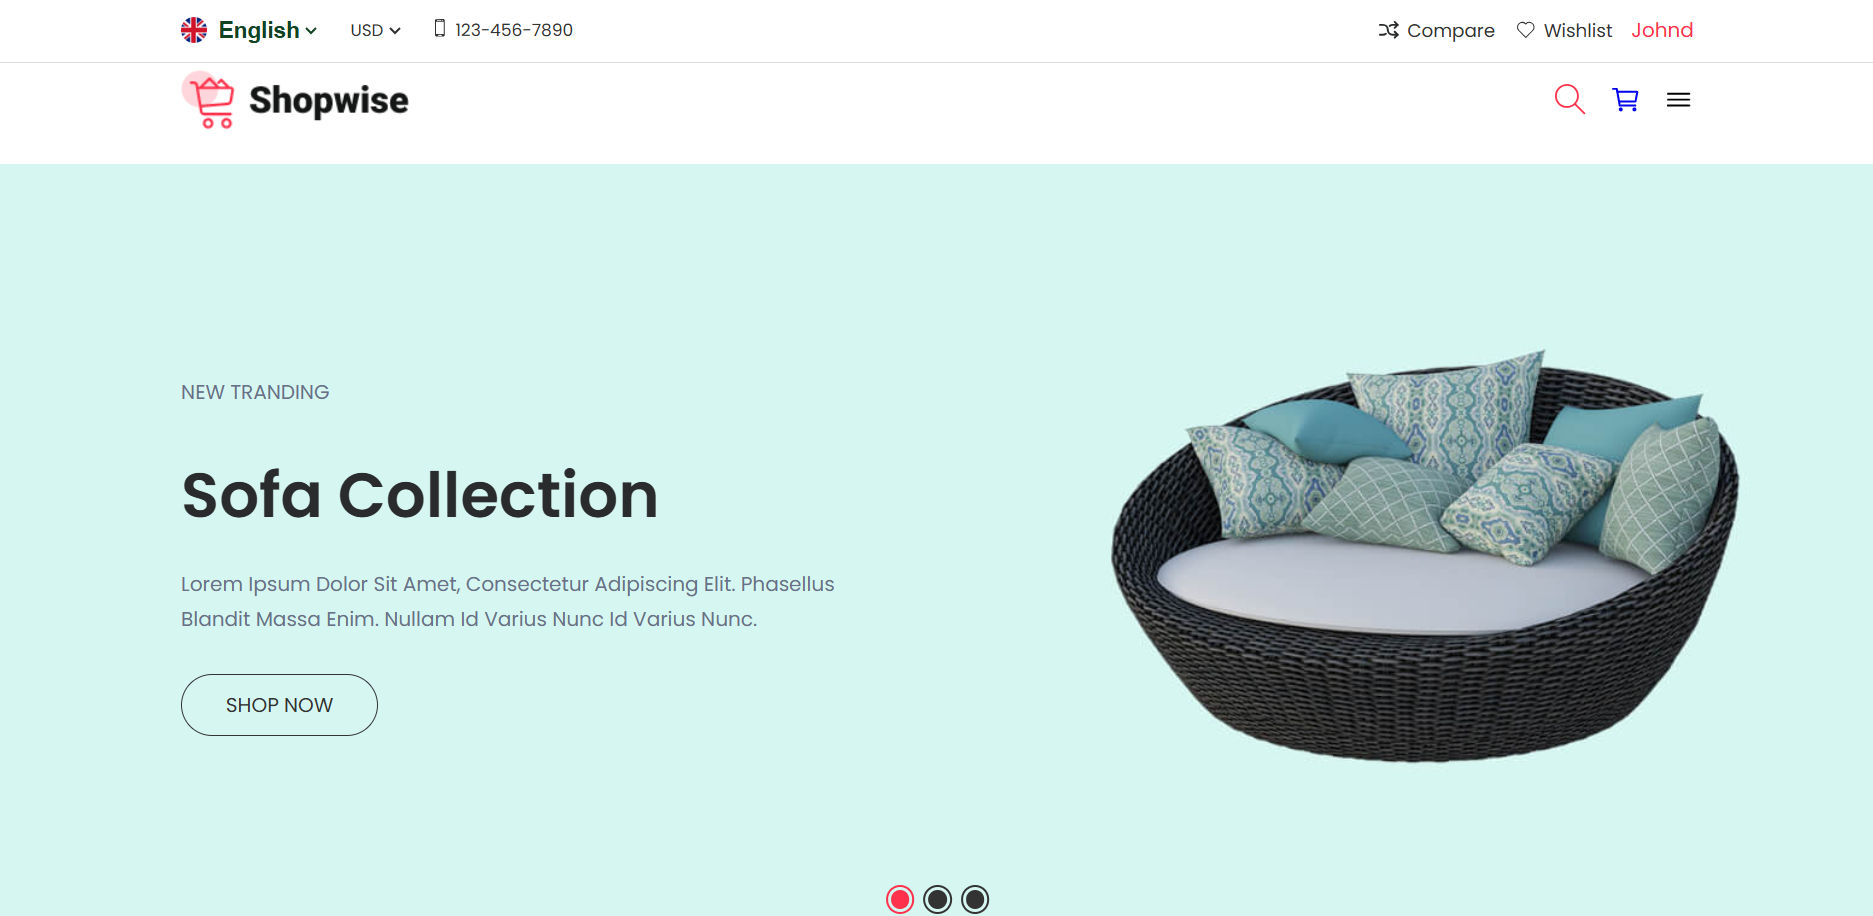 English
USD
123-456-7890
Compare
Wishlist
Johnd
Shopwise
NEW TRANDING
Sofa Collection
Lorem Ipsum Dolor Sit Amet, Consectetur Adipiscing Elit. Phasellus
Blandit Massa Enim. Nullam Id Varius Nunc Id Varius Nunc.
SHOP NOW